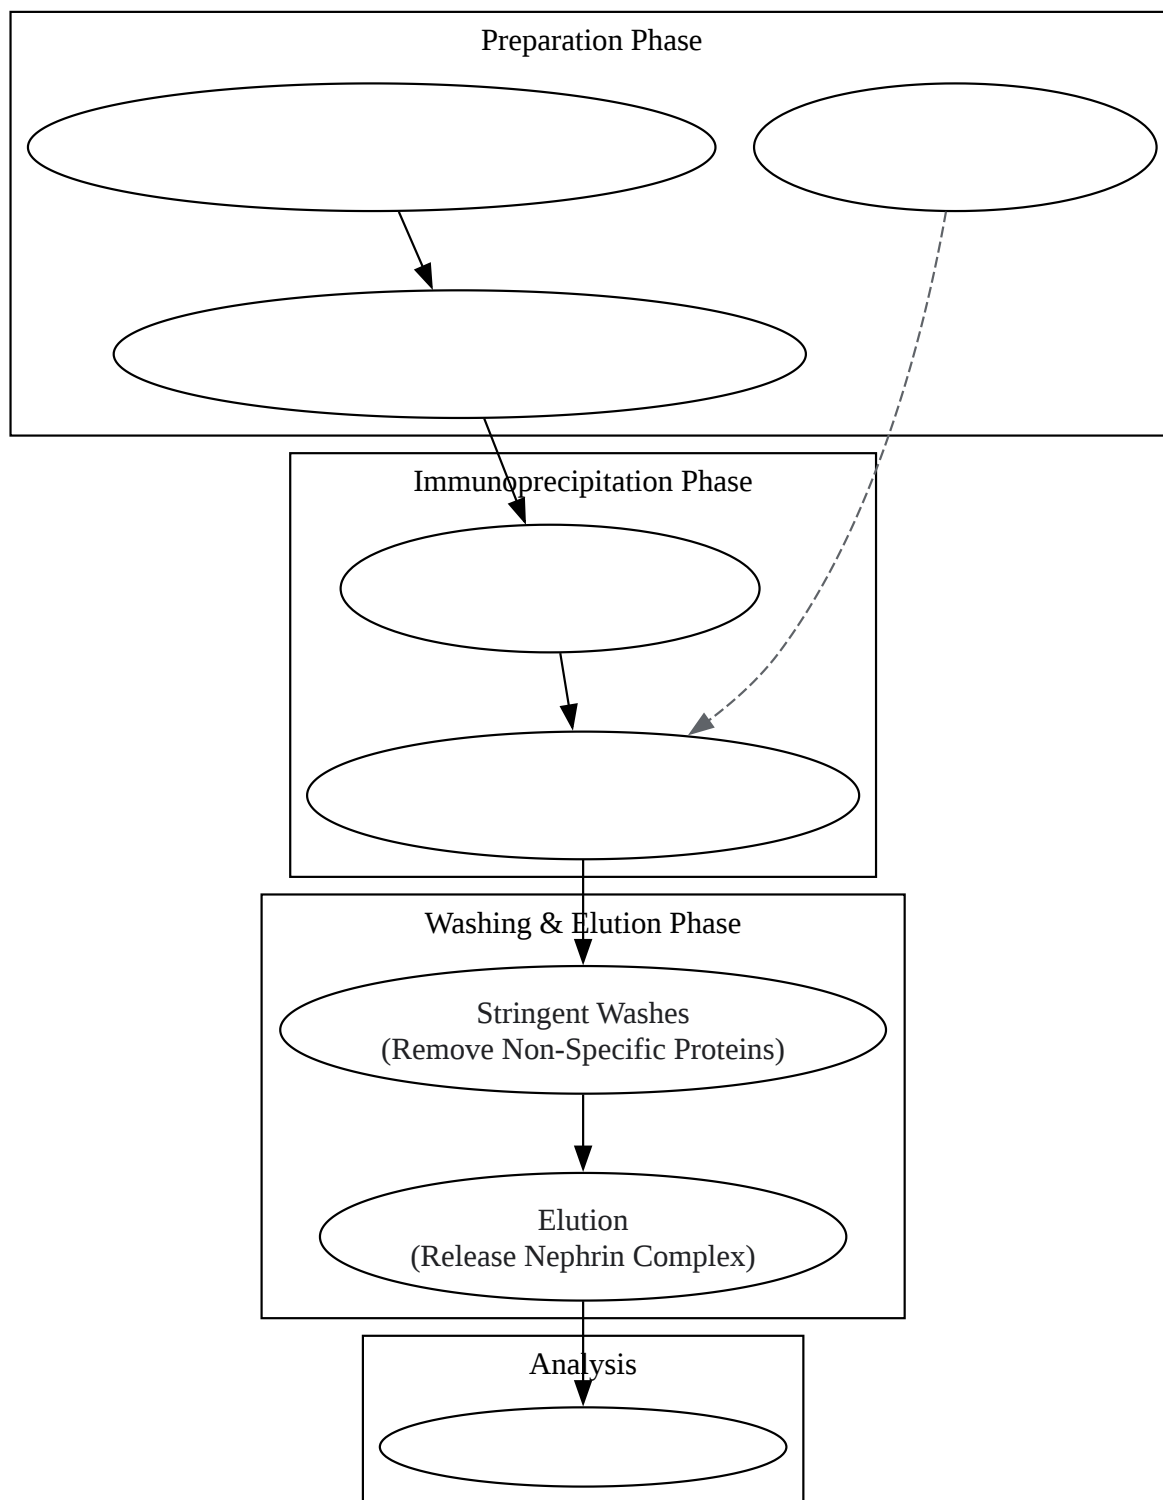 Preparation Phase
Immunoprecipitation Phase
Washing & Elution Phase
Stringent Washes
(Remove Non-Specific Proteins)
Elution
(Release Nephrin Complex)
Analysis